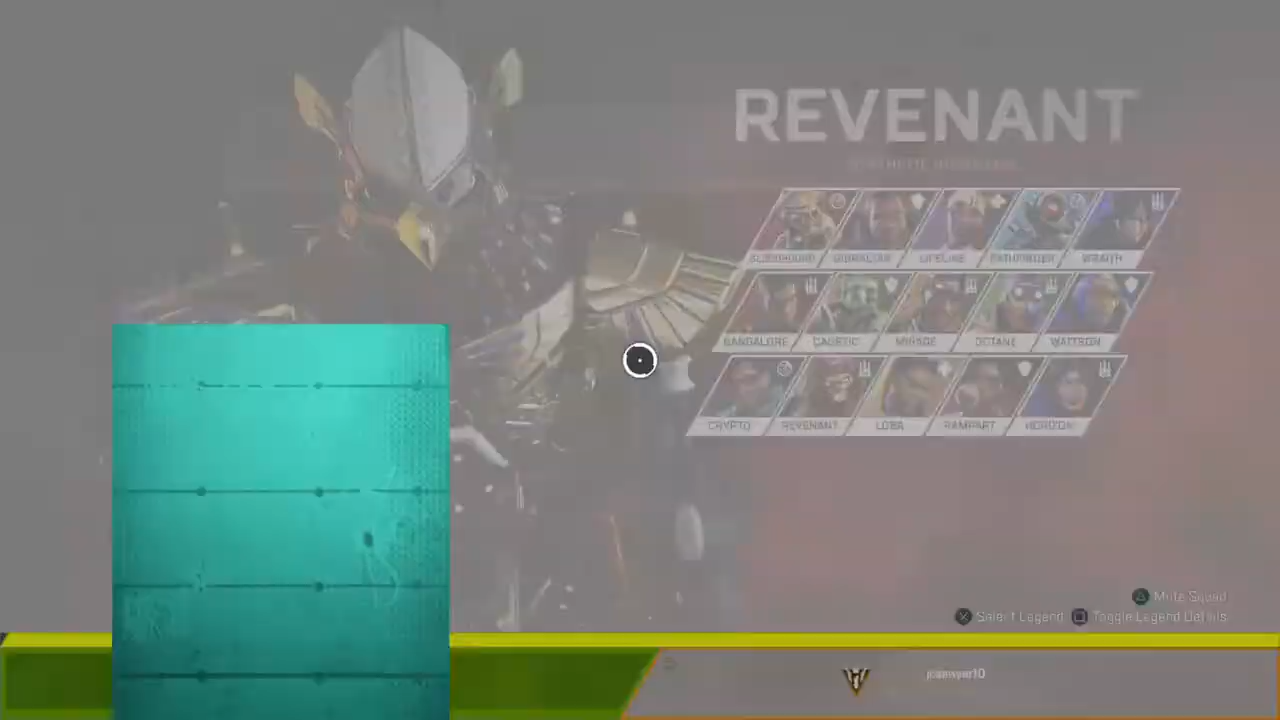 REVENANT
BLOODHOUND GIBRALTAR LIFELINE PATHFINDER WRAITH
BANGALORE CAUSTIC MIRAGE OCTANE WATTSON
CRYPTO REVENANT LOBA RAMPART HORIZON
Mute Squad
Select Legend Toggle Legend Details